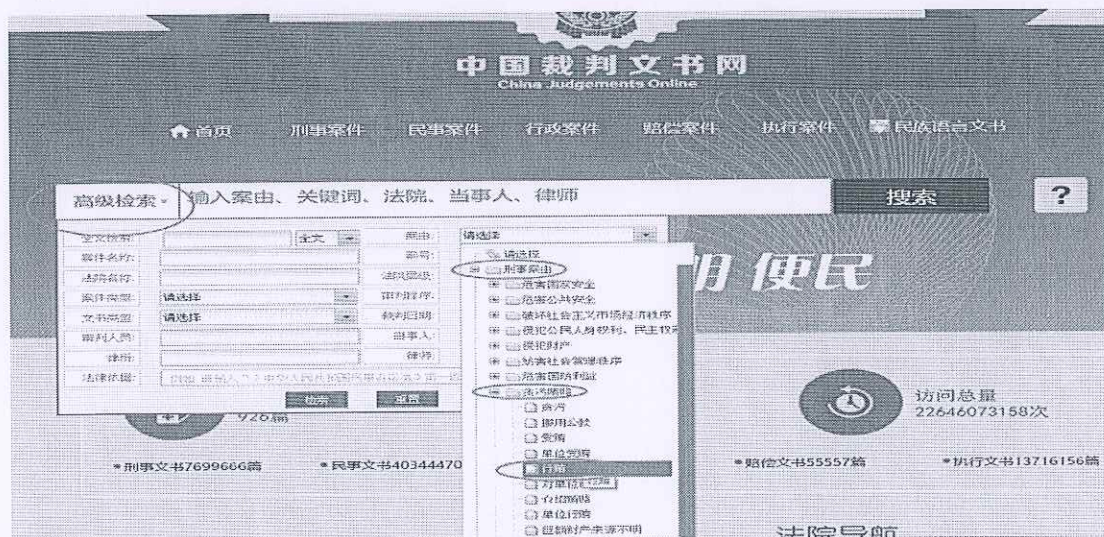 中国裁判文书网
China Judgements Online
首页 刑事案件 民事案件 行政案件 赔偿案件 执行案件 民族语言文书
高级检索 输入案由、关键词、法院、当事人、律师 搜索 ?
全文检索: 全文 案由: 请选择
案件名称: 案号: 请选择
法院名称: 法院层级: 刑事案由
案件类型: 请选择 审判程序: 危害国家安全
危害公共安全
文书类型: 请选择 裁判日期: 破坏社会主义市场经济秩序
审判人员: 当事人: 侵犯公民人身权利、民主权
侵犯财产
律所: 律师: 妨害社会管理秩序
法律依据: 危害国防利益
检索 重置 贪污贿赂
贪污
挪用公款
受贿
单位受贿
行贿
对单位行贿
介绍贿赂
单位行贿
巨额财产来源不明
便民
926篇
访问总量
22646073158次
刑事文书7699666篇 民事文书40344470 赔偿文书55557篇 执行文书13716156篇
法院导航